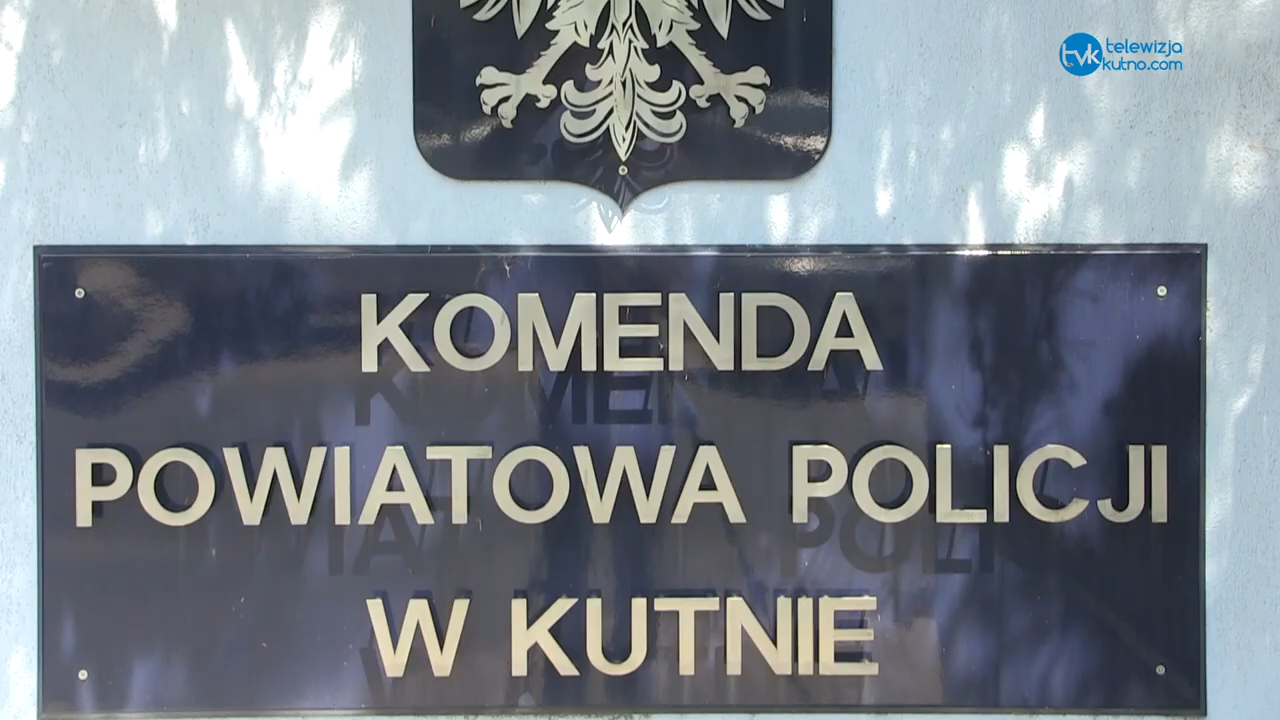 tvk telewizja
kutno.com
KOMENDA
POWIATOWA POLICJI
W KUTNIE